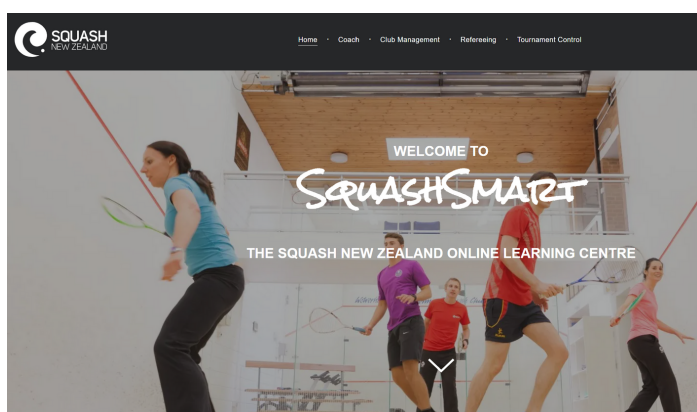 SQUASH
NEW ZEALAND
Home • Coach • Club Management • Refereeing • Tournament Control
WELCOME TO
SQUASHSMART
THE SQUASH NEW ZEALAND ONLINE LEARNING CENTRE